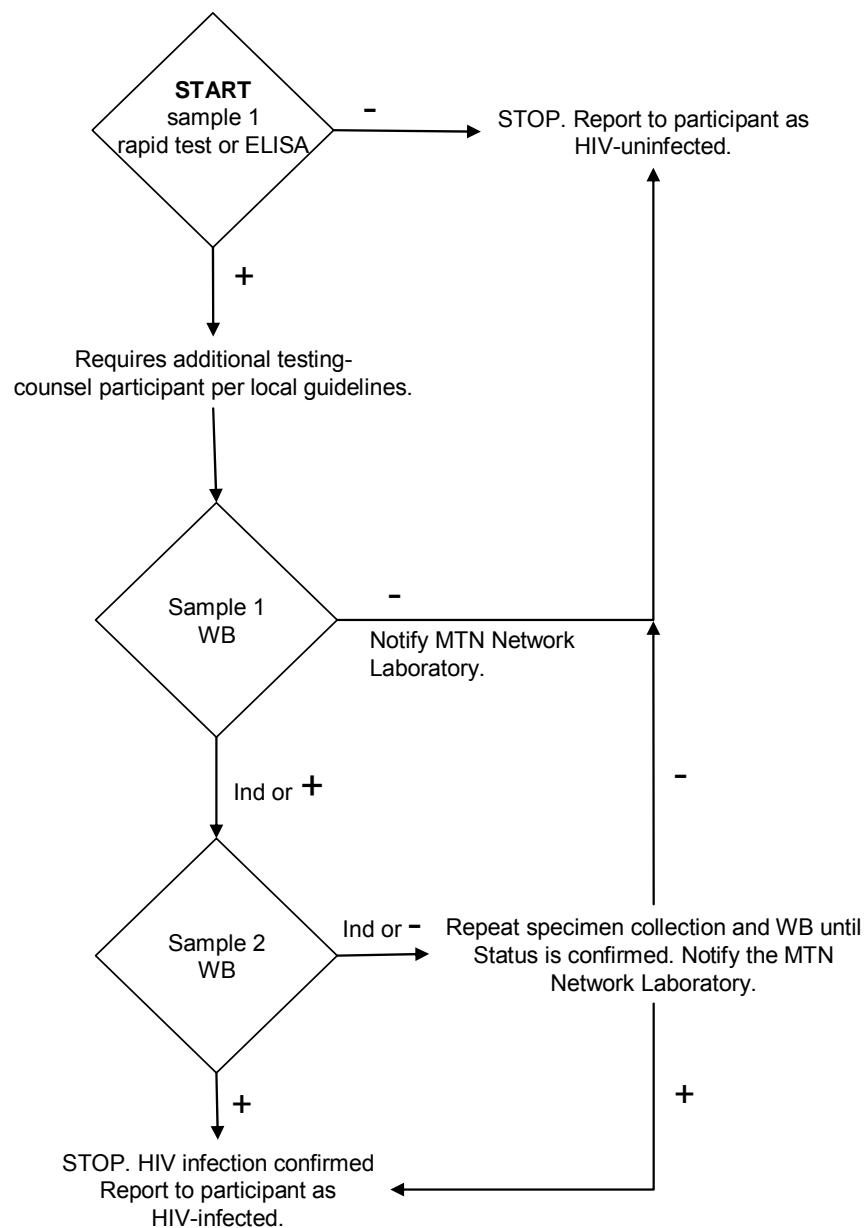 START
sample 1
rapid test or ELISA
-
STOP. Report to participant as
HIV-uninfected.
+
Requires additional testing-
counsel participant per local guidelines.
Sample 1
WB
-
Notify MTN Network
Laboratory.
Ind or +
-
Sample 2
WB
Ind or -
Repeat specimen collection and WB until
Status is confirmed. Notify the MTN
Network Laboratory.
+
+
STOP. HIV infection confirmed
Report to participant as
HIV-infected.